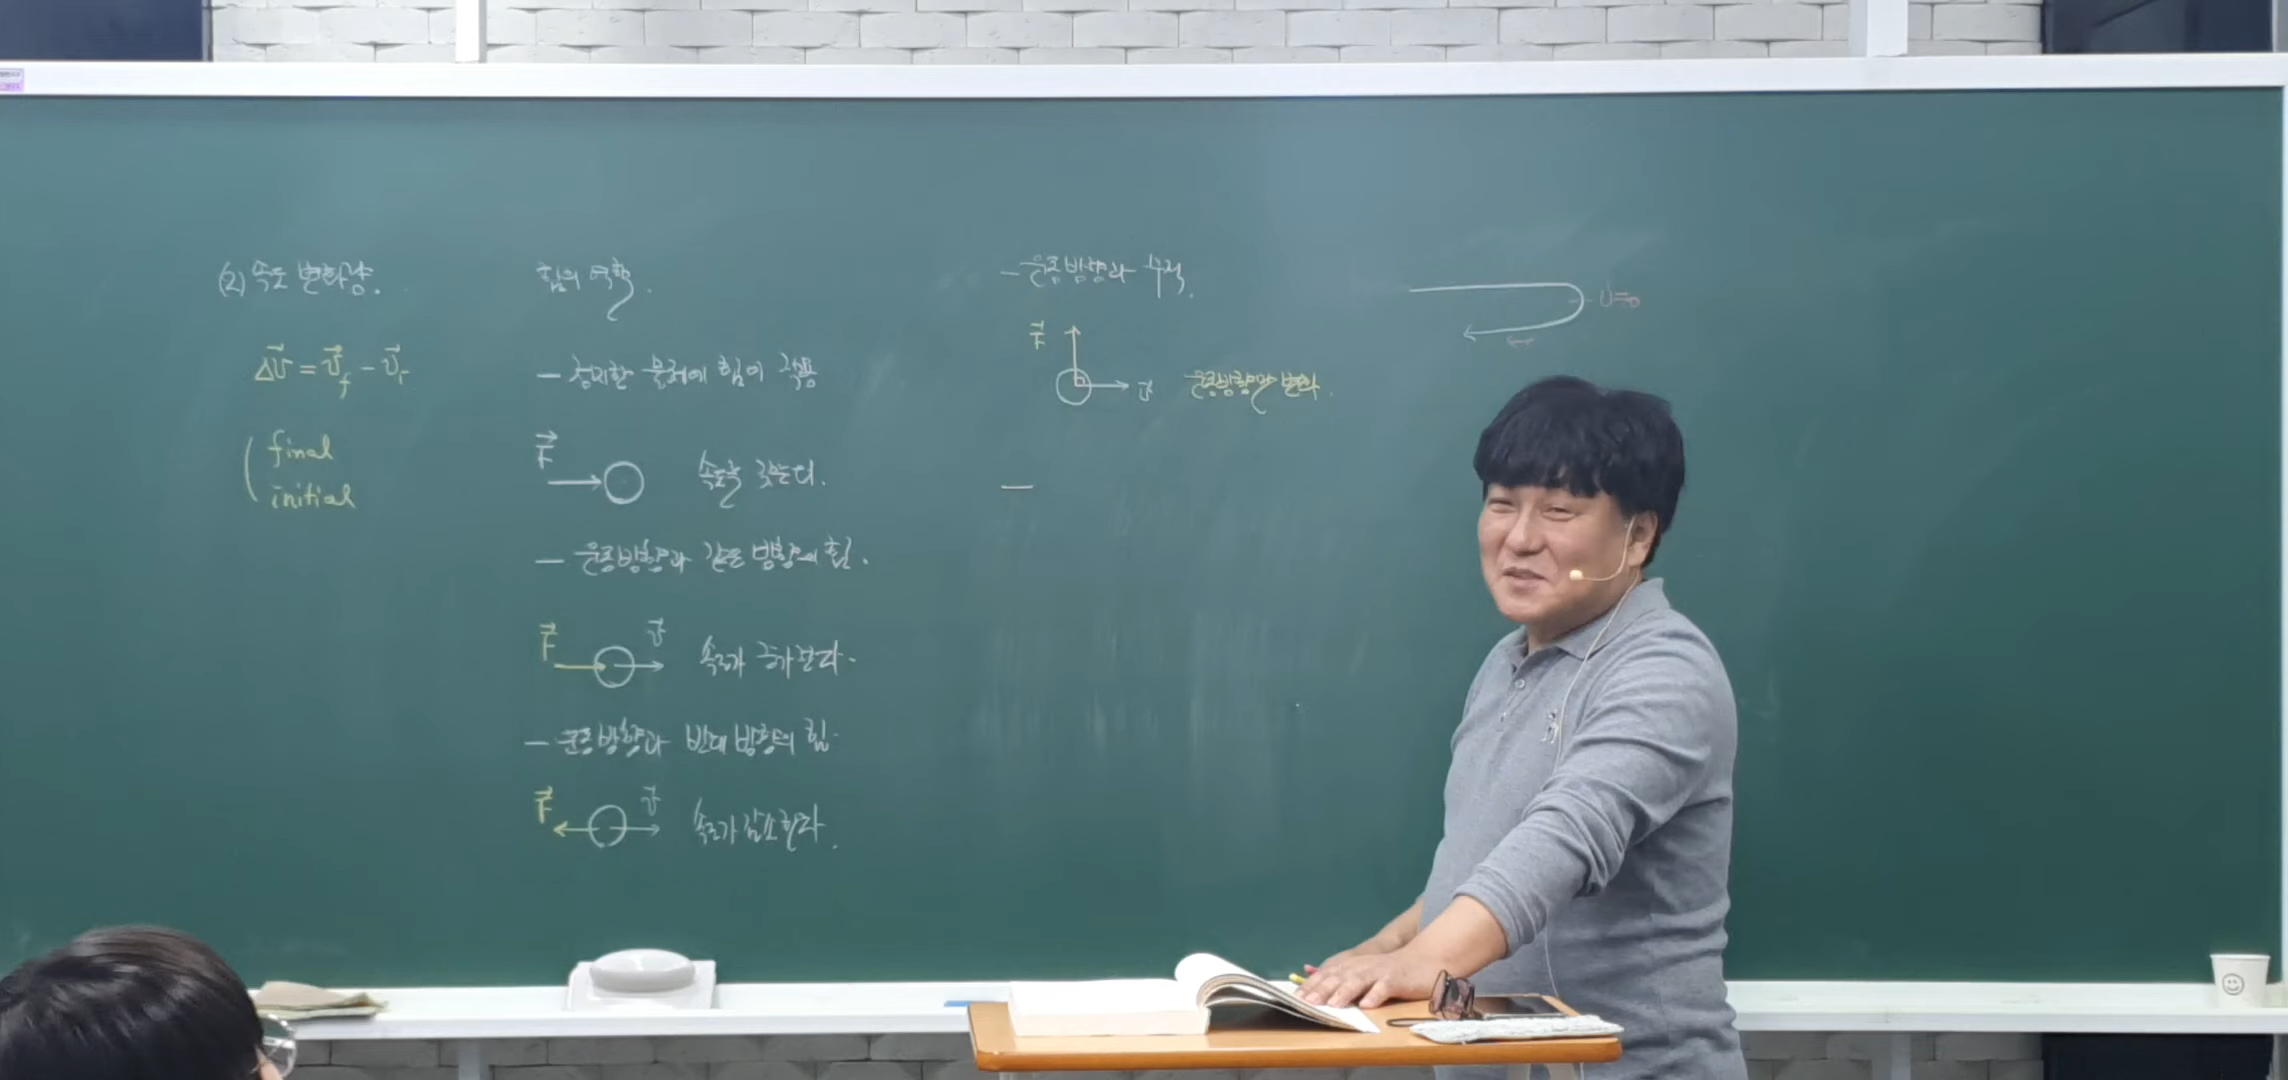 (2) 속도 변화량.
Δv⃗ = v⃗f - v⃗i
final
initial
힘의 역할.
- 정지한 물체에 힘이 작용
F⃗
속도를 갖는다.
- 운동방향과 같은 방향의 힘.
F⃗ v⃗
속도가 증가한다.
- 운동방향과 반대 방향의 힘.
F⃗ v⃗
속도가 감소한다.
- 운동방향과 수직.
F⃗
v⃗ 운동방향만 변화.
-
v=0